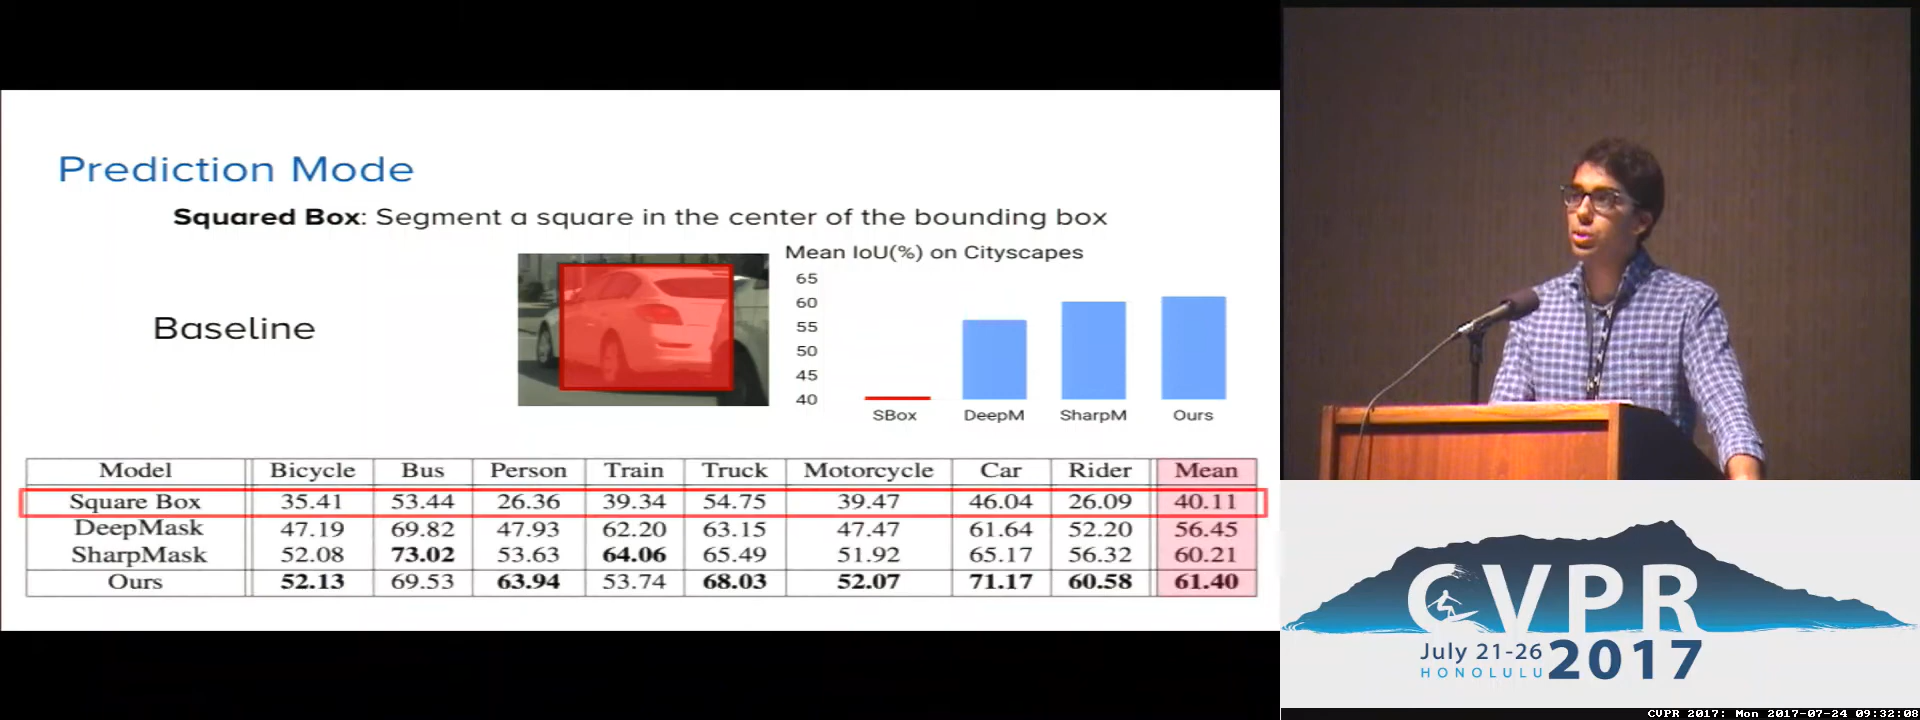 Prediction Mode
Squared Box: Segment a square in the center of the bounding box
Baseline
Mean IoU(%) on Cityscapes
65
60
55
50
45
40
SBox DeepM SharpM Ours
Model Bicycle Bus Person Train Truck Motorcycle Car Rider Mean
Square Box 35.41 53.44 26.36 39.34 54.75 39.47 46.04 26.09 40.11
DeepMask 47.19 69.82 47.93 62.20 63.15 47.47 61.64 52.20 56.45
SharpMask 52.08 73.02 53.63 64.06 65.49 51.92 65.17 56.32 60.21
Ours 52.13 69.53 63.94 53.74 68.03 52.07 71.17 60.58 61.40
CVPR
July 21-26
HONOLULU
2017
CVPR 2017: Mon 2017-07-24 09:32:08